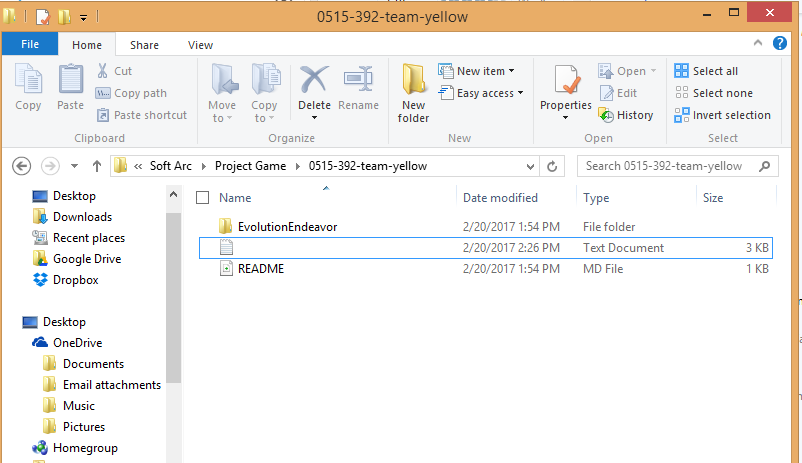 0515-392-team-yellow
File Home Share View
Copy
Paste
Cut
Copy path
Paste shortcut
Clipboard
Move to
Copy to
Delete
Rename
Organize
New folder
New item
Easy access
New
Properties
Open
Edit
History
Open
Select all
Select none
Invert selection
Select
« Soft Arc Project Game 0515-392-team-yellow
Search 0515-392-team-yellow
Desktop
Downloads
Recent places
Google Drive
Dropbox
Desktop
OneDrive
Documents
Email attachments
Music
Pictures
Homegroup
Name Date modified Type Size
EvolutionEndeavor 2/20/2017 1:54 PM File folder
2/20/2017 2:26 PM Text Document 3 KB
README 2/20/2017 1:54 PM MD File 1 KB